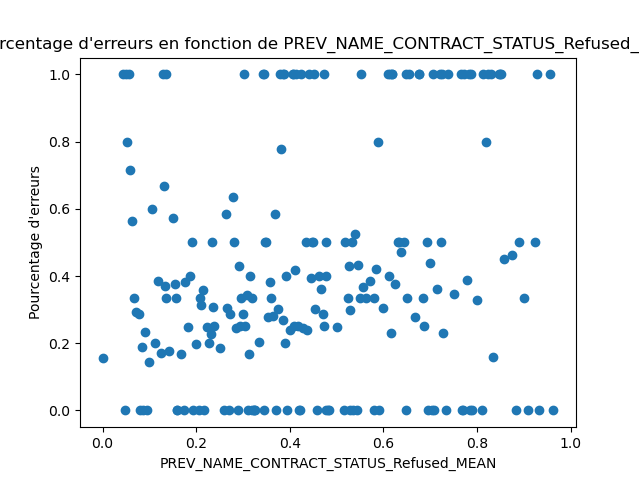 rcentage d'erreurs en fonction de PREV_NAME_CONTRACT_STATUS_Refused_
1.0
0.8
0.6
0.4
0.2
0.0
Pourcentage d'erreurs
0.0 0.2 0.4 0.6 0.8 1.0
PREV_NAME_CONTRACT_STATUS_Refused_MEAN